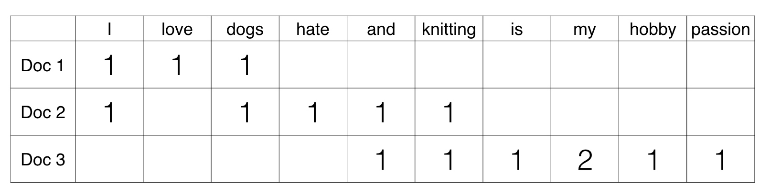 I love dogs hate and knitting is my hobby passion
Doc 1 1 1 1
Doc 2 1 1 1 1 1
Doc 3 1 1 1 2 1 1